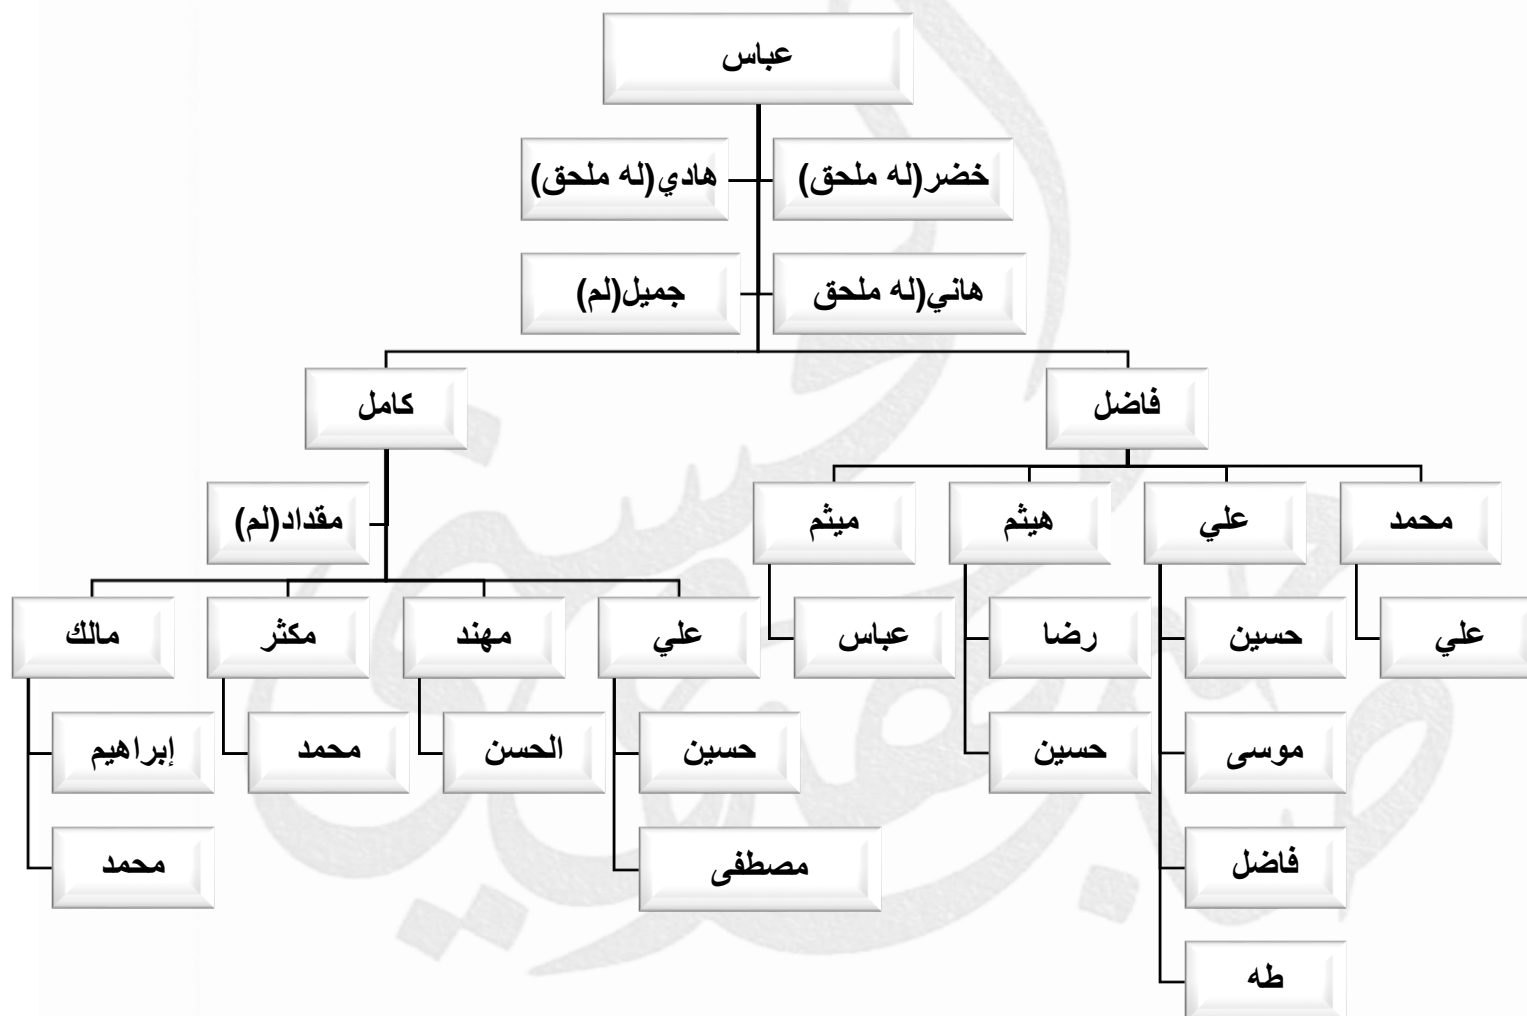 عباس
خضر(له ملحق)
هادي(له ملحق)
هاني(له ملحق
جميل(لم)
فاضل
كامل
محمد
علي
هيثم
ميثم
مقداد(لم)
علي
حسين
رضا
عباس
علي
مهند
مكثر
مالك
موسى
حسين
حسين
الحسن
محمد
إبراهيم
فاضل
مصطفى
محمد
طه